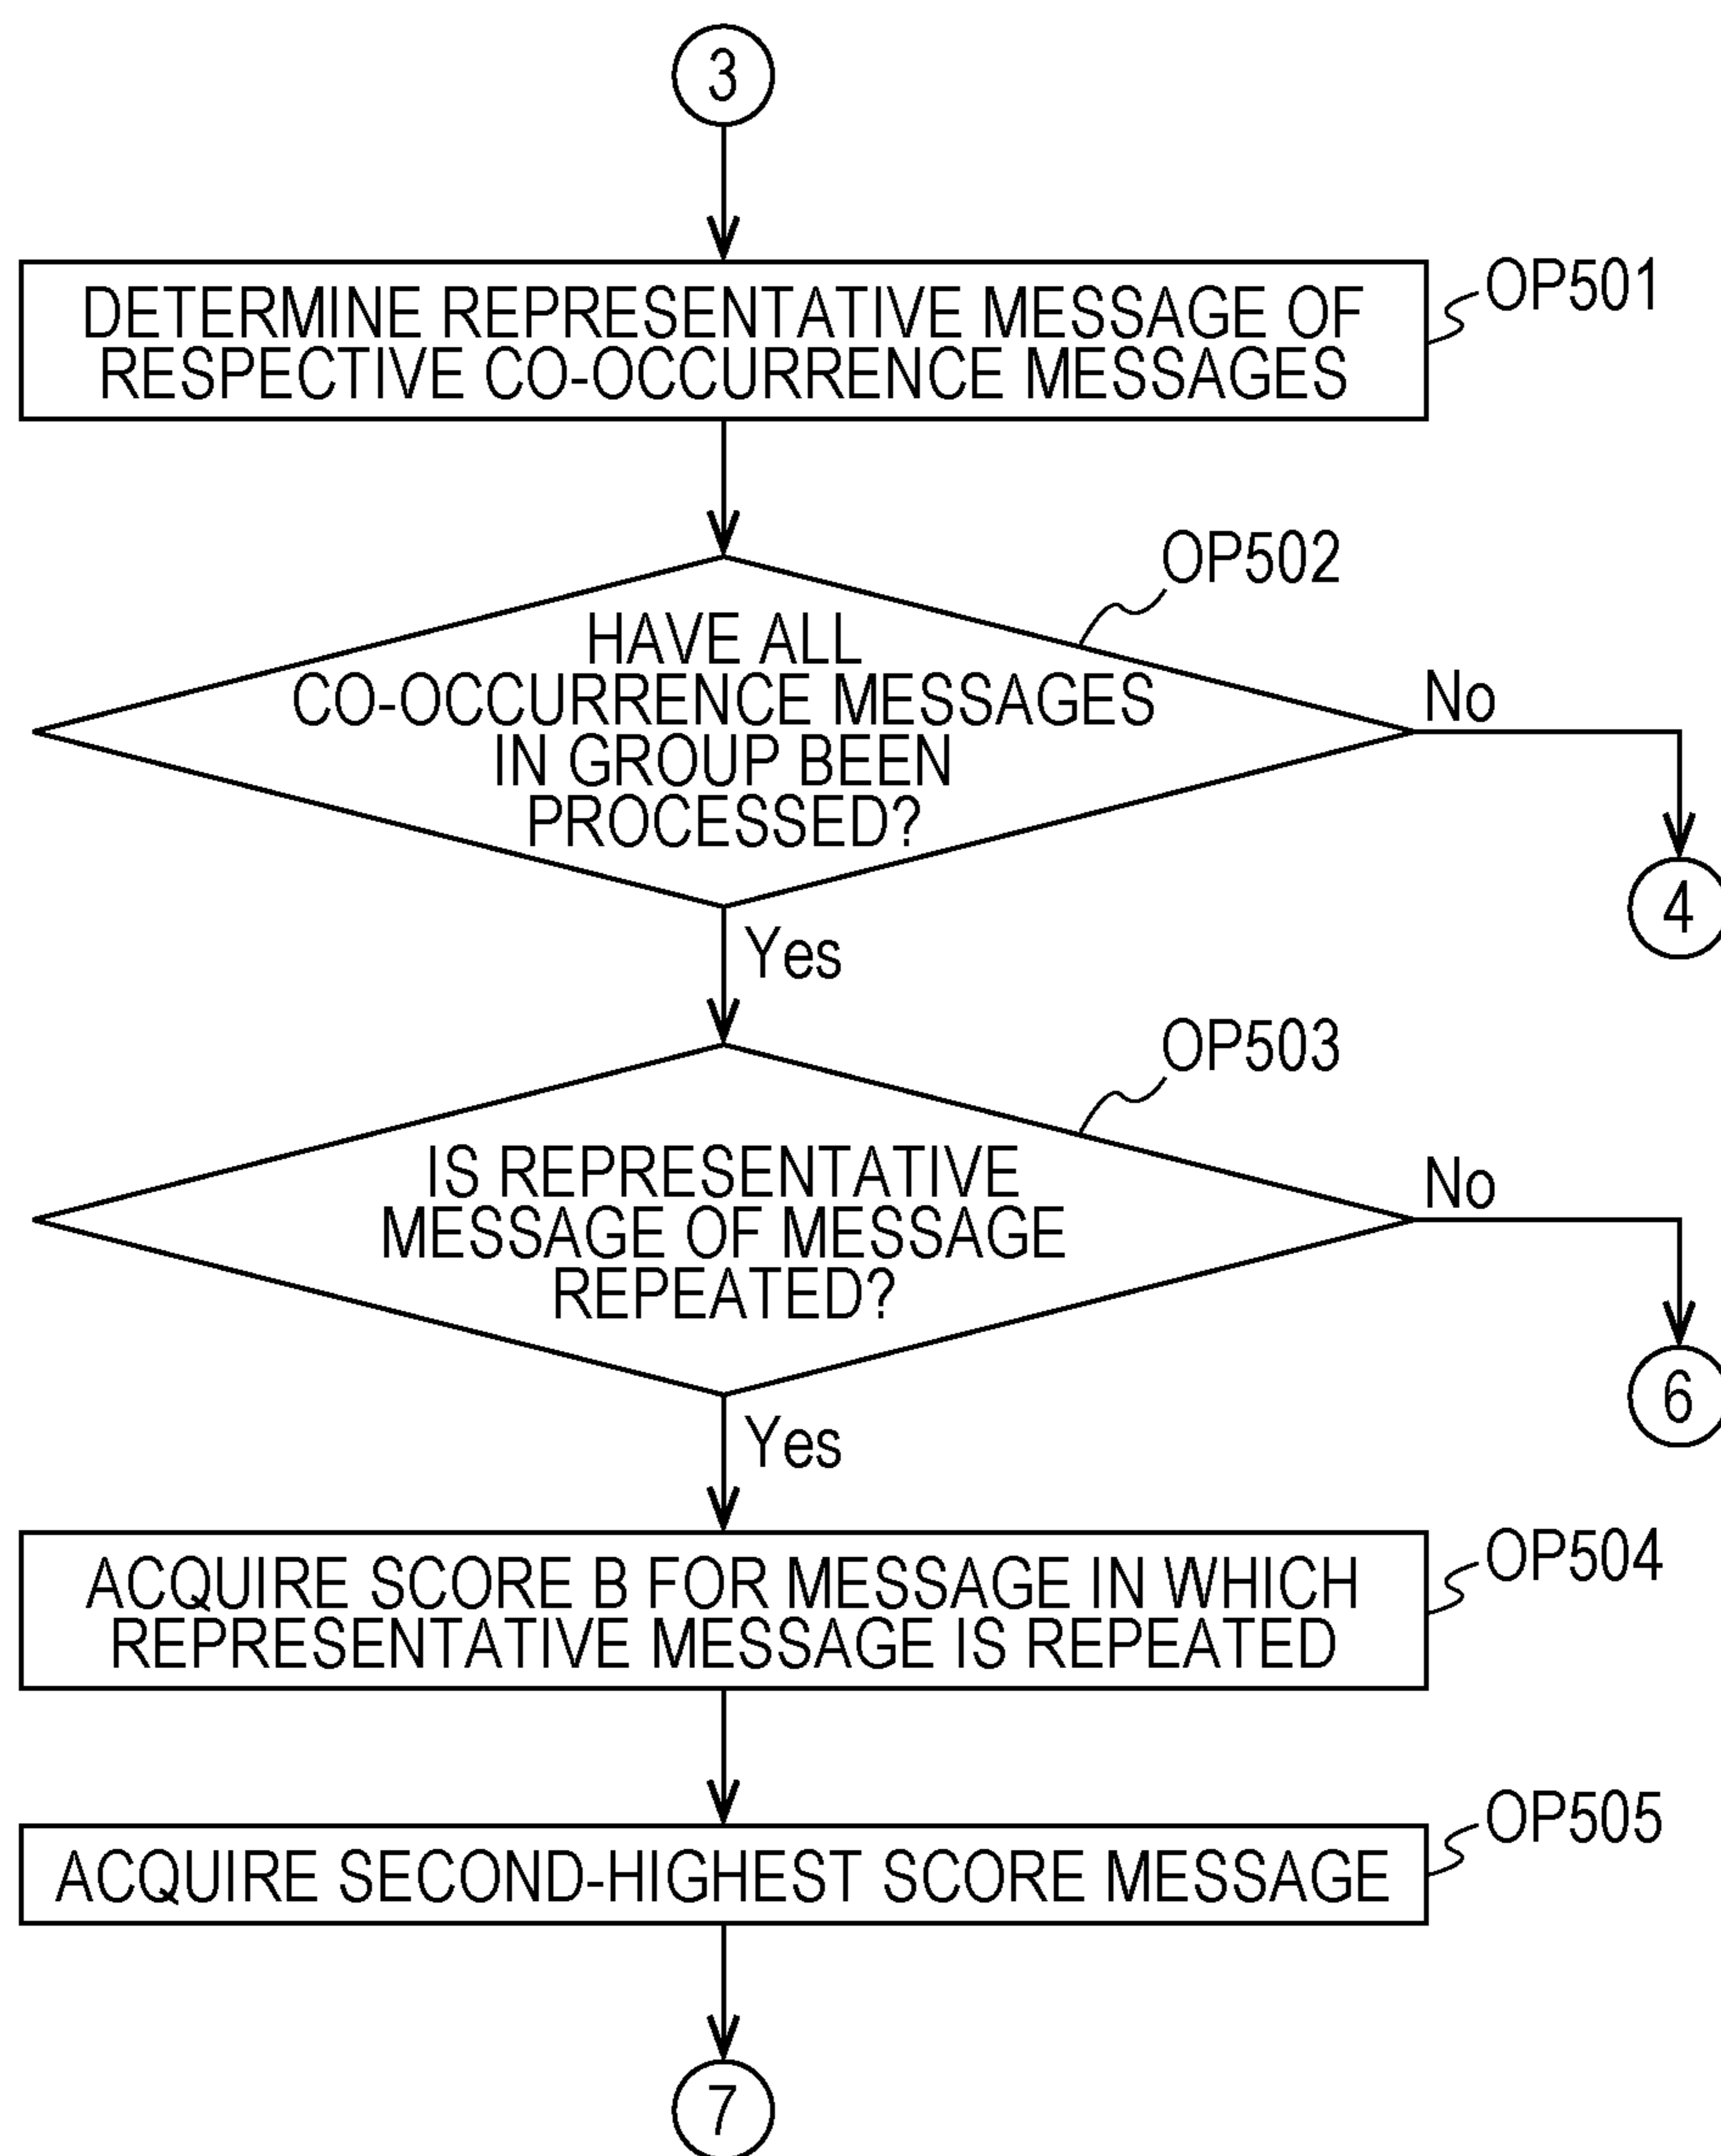 3
DETERMINE REPRESENTATIVE MESSAGE OF
RESPECTIVE CO-OCCURRENCE MESSAGES
OP501
OP502
HAVE ALL
CO-OCCURRENCE MESSAGES
IN GROUP BEEN
PROCESSED?
No
4
Yes
OP503
IS REPRESENTATIVE
MESSAGE OF MESSAGE
REPEATED?
No
6
Yes
ACQUIRE SCORE B FOR MESSAGE IN WHICH
REPRESENTATIVE MESSAGE IS REPEATED
OP504
ACQUIRE SECOND-HIGHEST SCORE MESSAGE
OP505
7